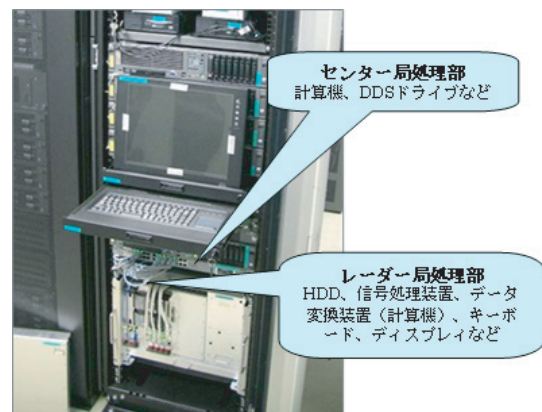 センター局処理部
計算機、DDSドライブなど
レーダー局処理部
HDD、信号処理装置、データ
変換装置（計算機）、キーボ
ード、ディスプレイなど